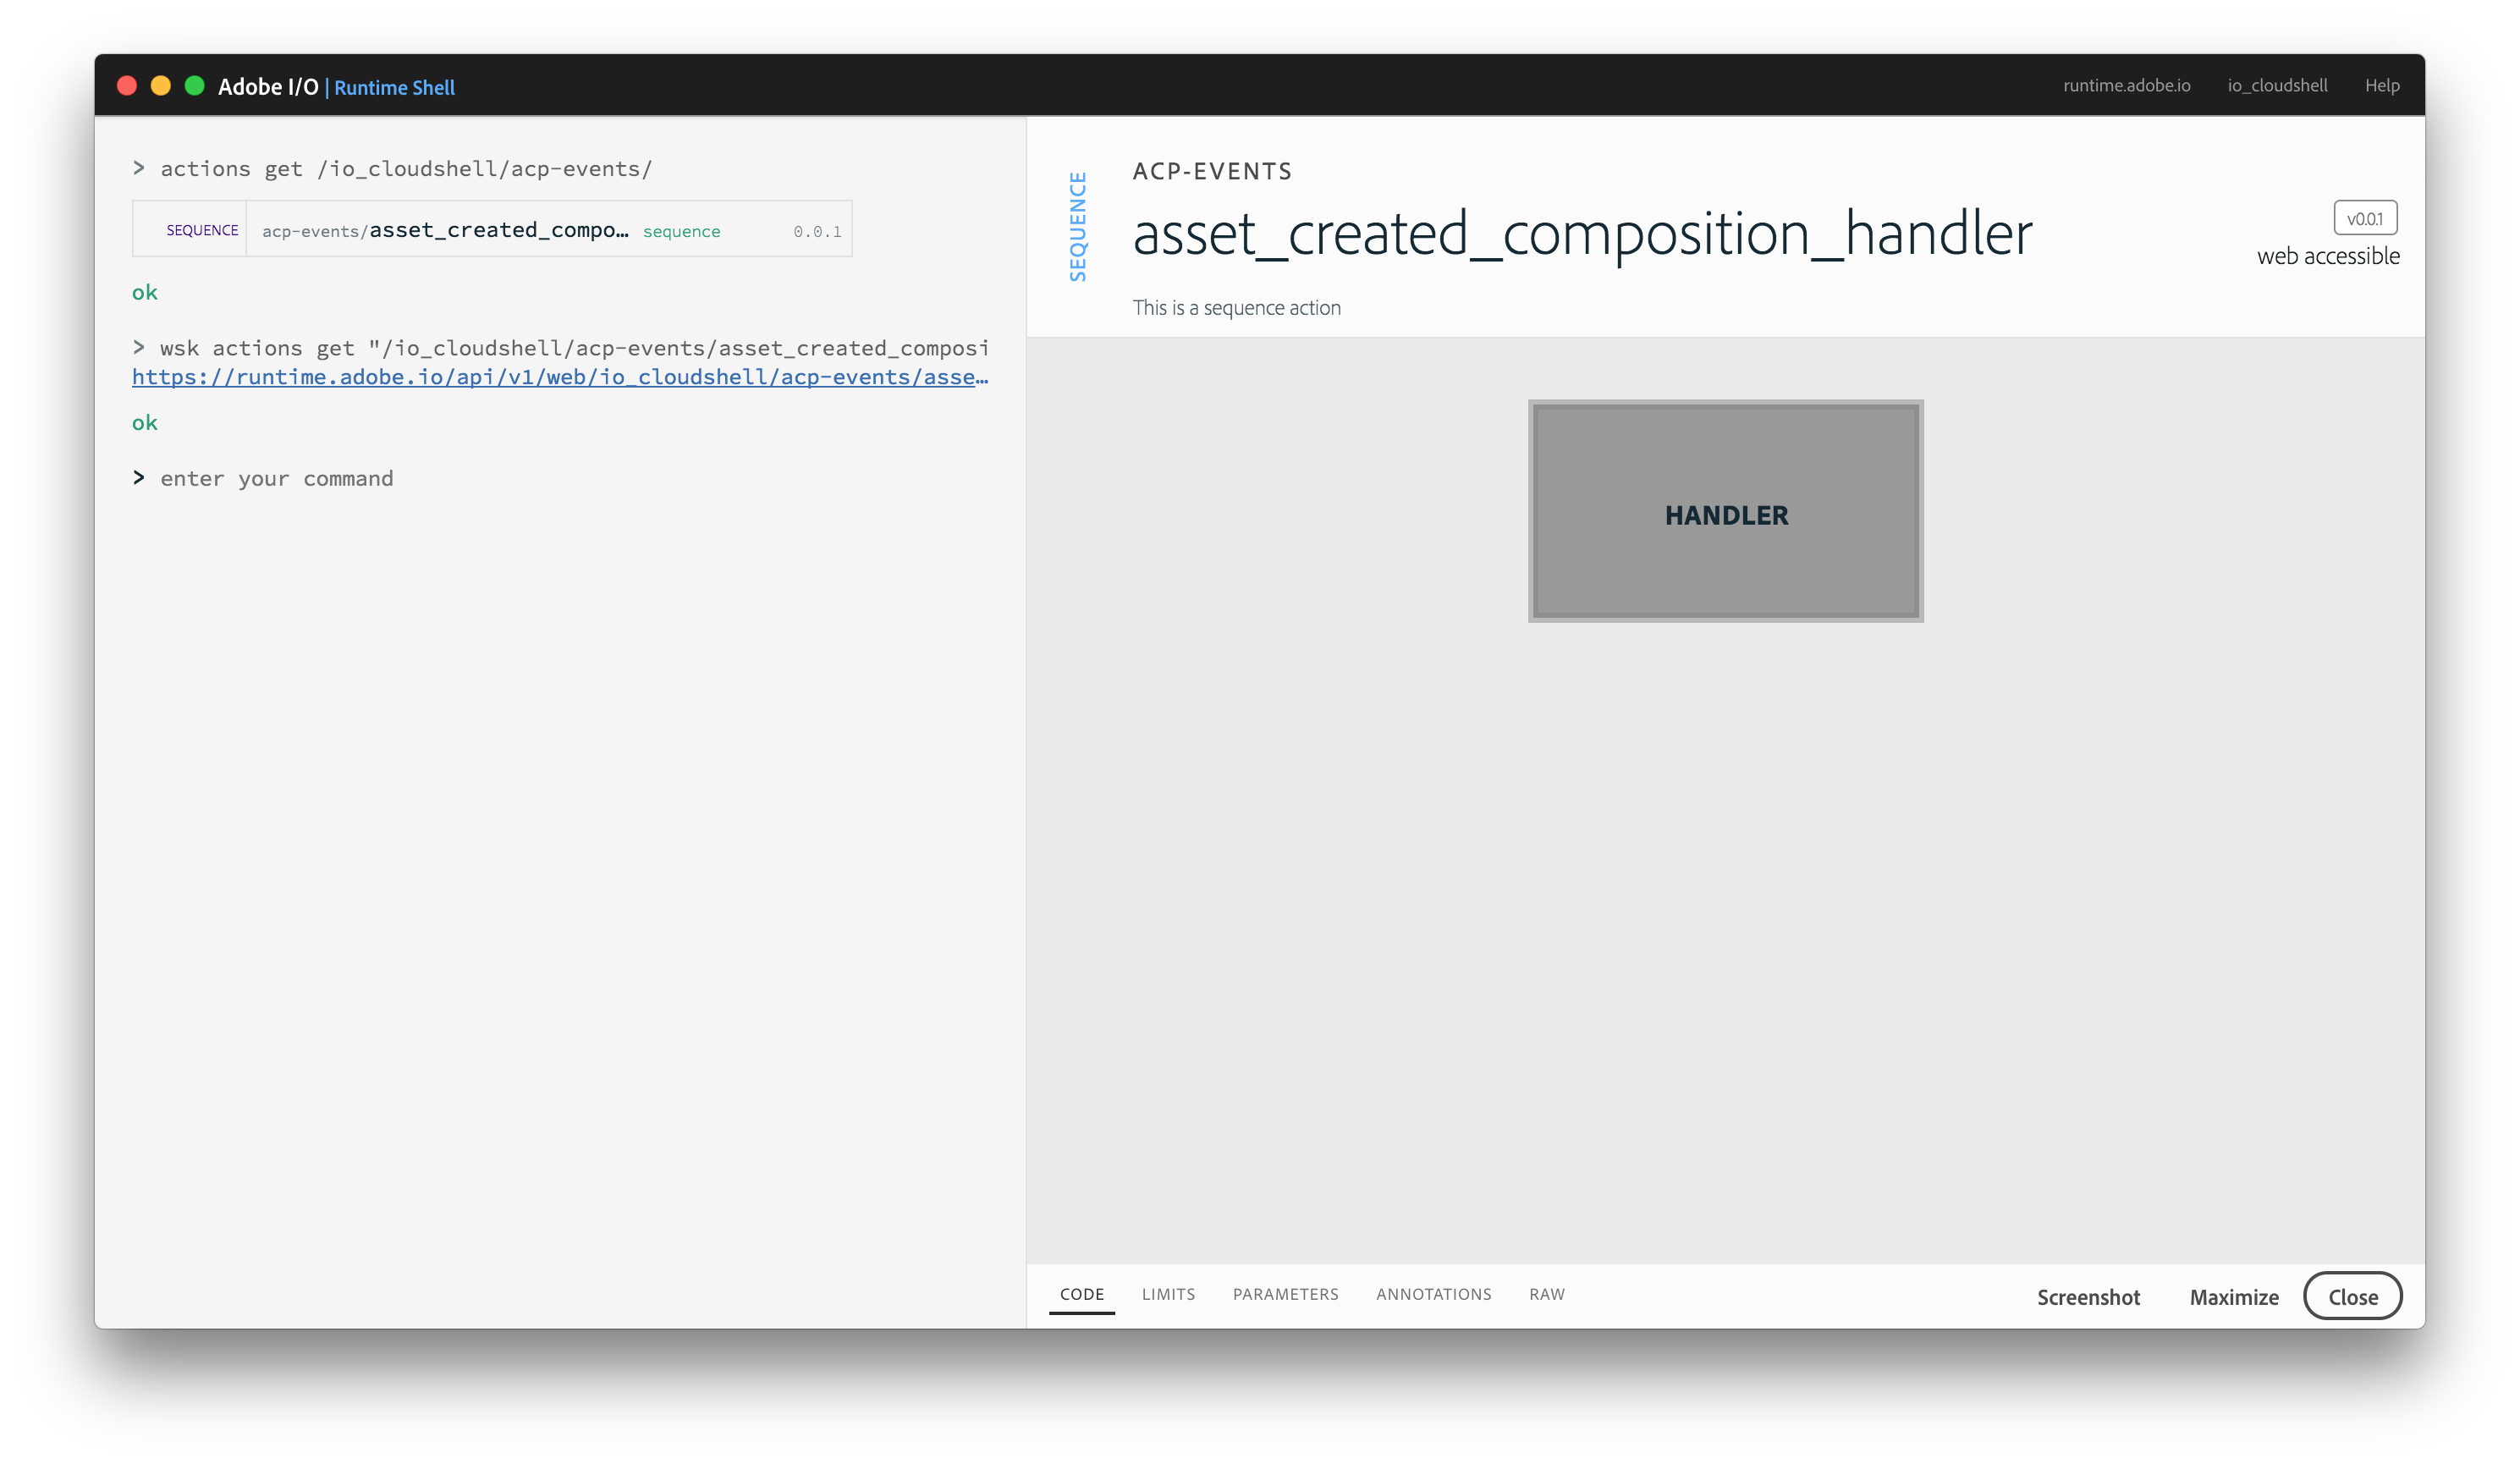 Adobe I/O | Runtime Shell
runtime.adobe.io io_cloudshell Help
> actions get /io_cloudshell/acp-events/
SEQUENCE acp-events/asset_created_compo… sequence 0.0.1
ok
> wsk actions get "/io_cloudshell/acp-events/asset_created_composi
https://runtime.adobe.io/api/v1/web/io_cloudshell/acp-events/asse…
ok
> enter your command
SEQUENCE
ACP-EVENTS
asset_created_composition_handler
v0.0.1
web accessible
This is a sequence action
HANDLER
CODE LIMITS PARAMETERS ANNOTATIONS RAW
Screenshot Maximize Close